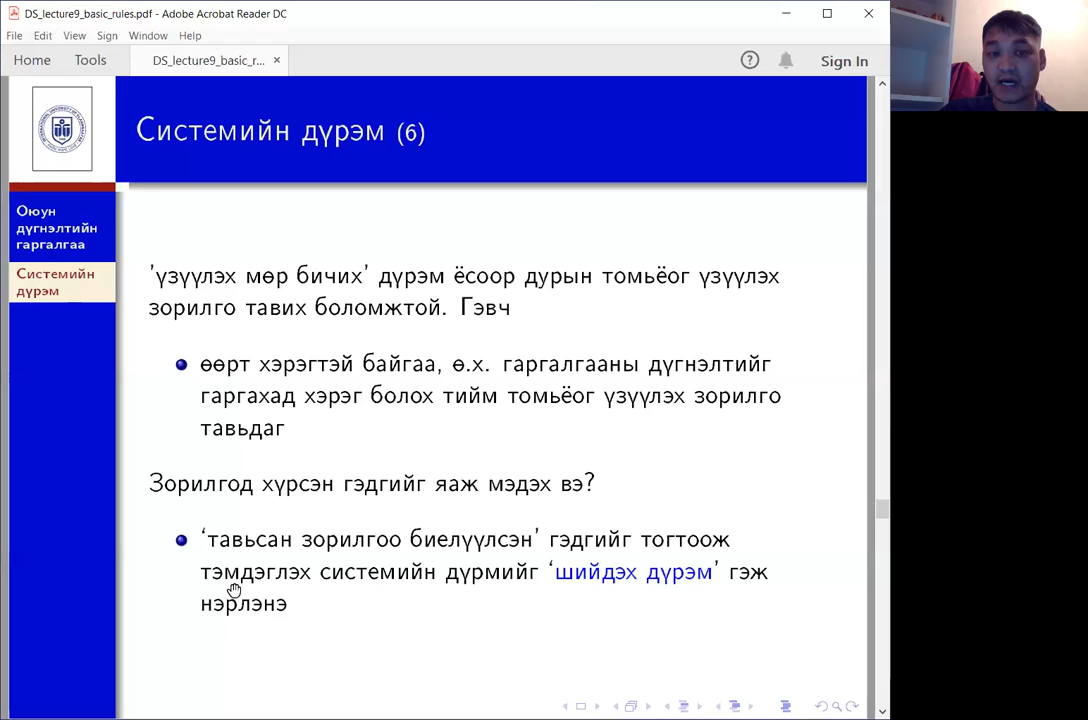 DS_lecture9_basic_rules.pdf - Adobe Acrobat Reader DC
File Edit View Sign Window Help
Home Tools DS_lecture9_basic_r... × Sign In
Системийн дүрэм (6)
Оюун
дүгнэлтийн
гаргалгаа
Системийн
дүрэм
'үзүүлэх мөр бичих' дүрэм ёсоор дурын томьёог үзүүлэх
зорилго тавих боломжтой. Гэвч
өөрт хэрэгтэй байгаа, ө.х. гаргалгааны дүгнэлтийг
гаргахад хэрэг болох тийм томьёог үзүүлэх зорилго
тавьдаг
Зорилгод хүрсэн гэдгийг яаж мэдэх вэ?
‘тавьсан зорилгоо биелүүлсэн’ гэдгийг тогтоож
тэмдэглэх системийн дүрмийг ‘шийдэх дүрэм’ гэж
нэрлэнэ